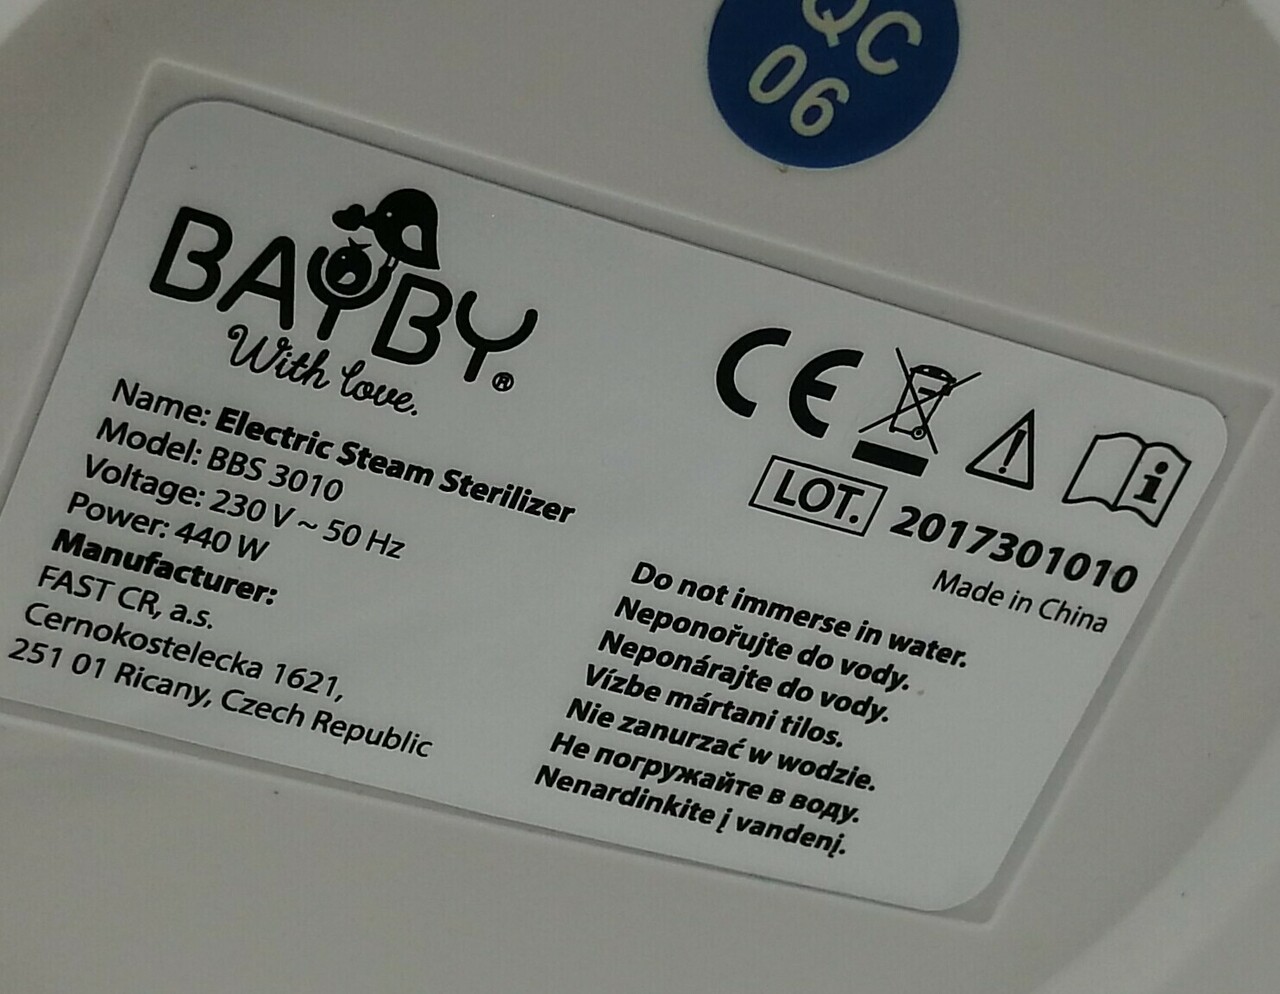 QC
06
BAYBY®
With love.
Name: Electric Steam Sterilizer
Model: BBS 3010
Voltage: 230 V ~ 50 Hz
Power: 440 W
Manufacturer:
FAST CR, a.s.
Cernokostelecka 1621,
251 01 Ricany, Czech Republic
CE
LOT. 2017301010
Made in China
Do not immerse in water.
Neponořujte do vody.
Neponárajte do vody.
Vízbe mártani tilos.
Nie zanurzać w wodzie.
Не погружайте в воду.
Nenardinkite į vandenį.